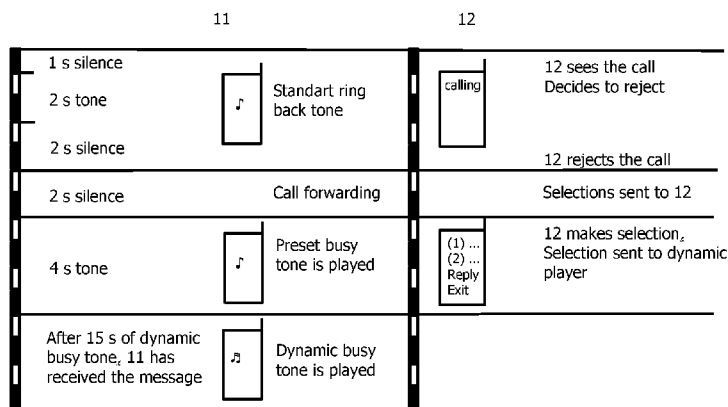 11
12
1 s silence
2 s tone
2 s silence
Standart ring
back tone
calling
12 sees the call
Decides to reject
12 rejects the call
2 s silence
Call forwarding
Selections sent to 12
4 s tone
Preset busy
tone is played
(1) ...
(2) ...
Reply
Exit
12 makes selection,
Selection sent to dynamic
player
After 15 s of dynamic
busy tone, 11 has
received the message
Dynamic busy
tone is played